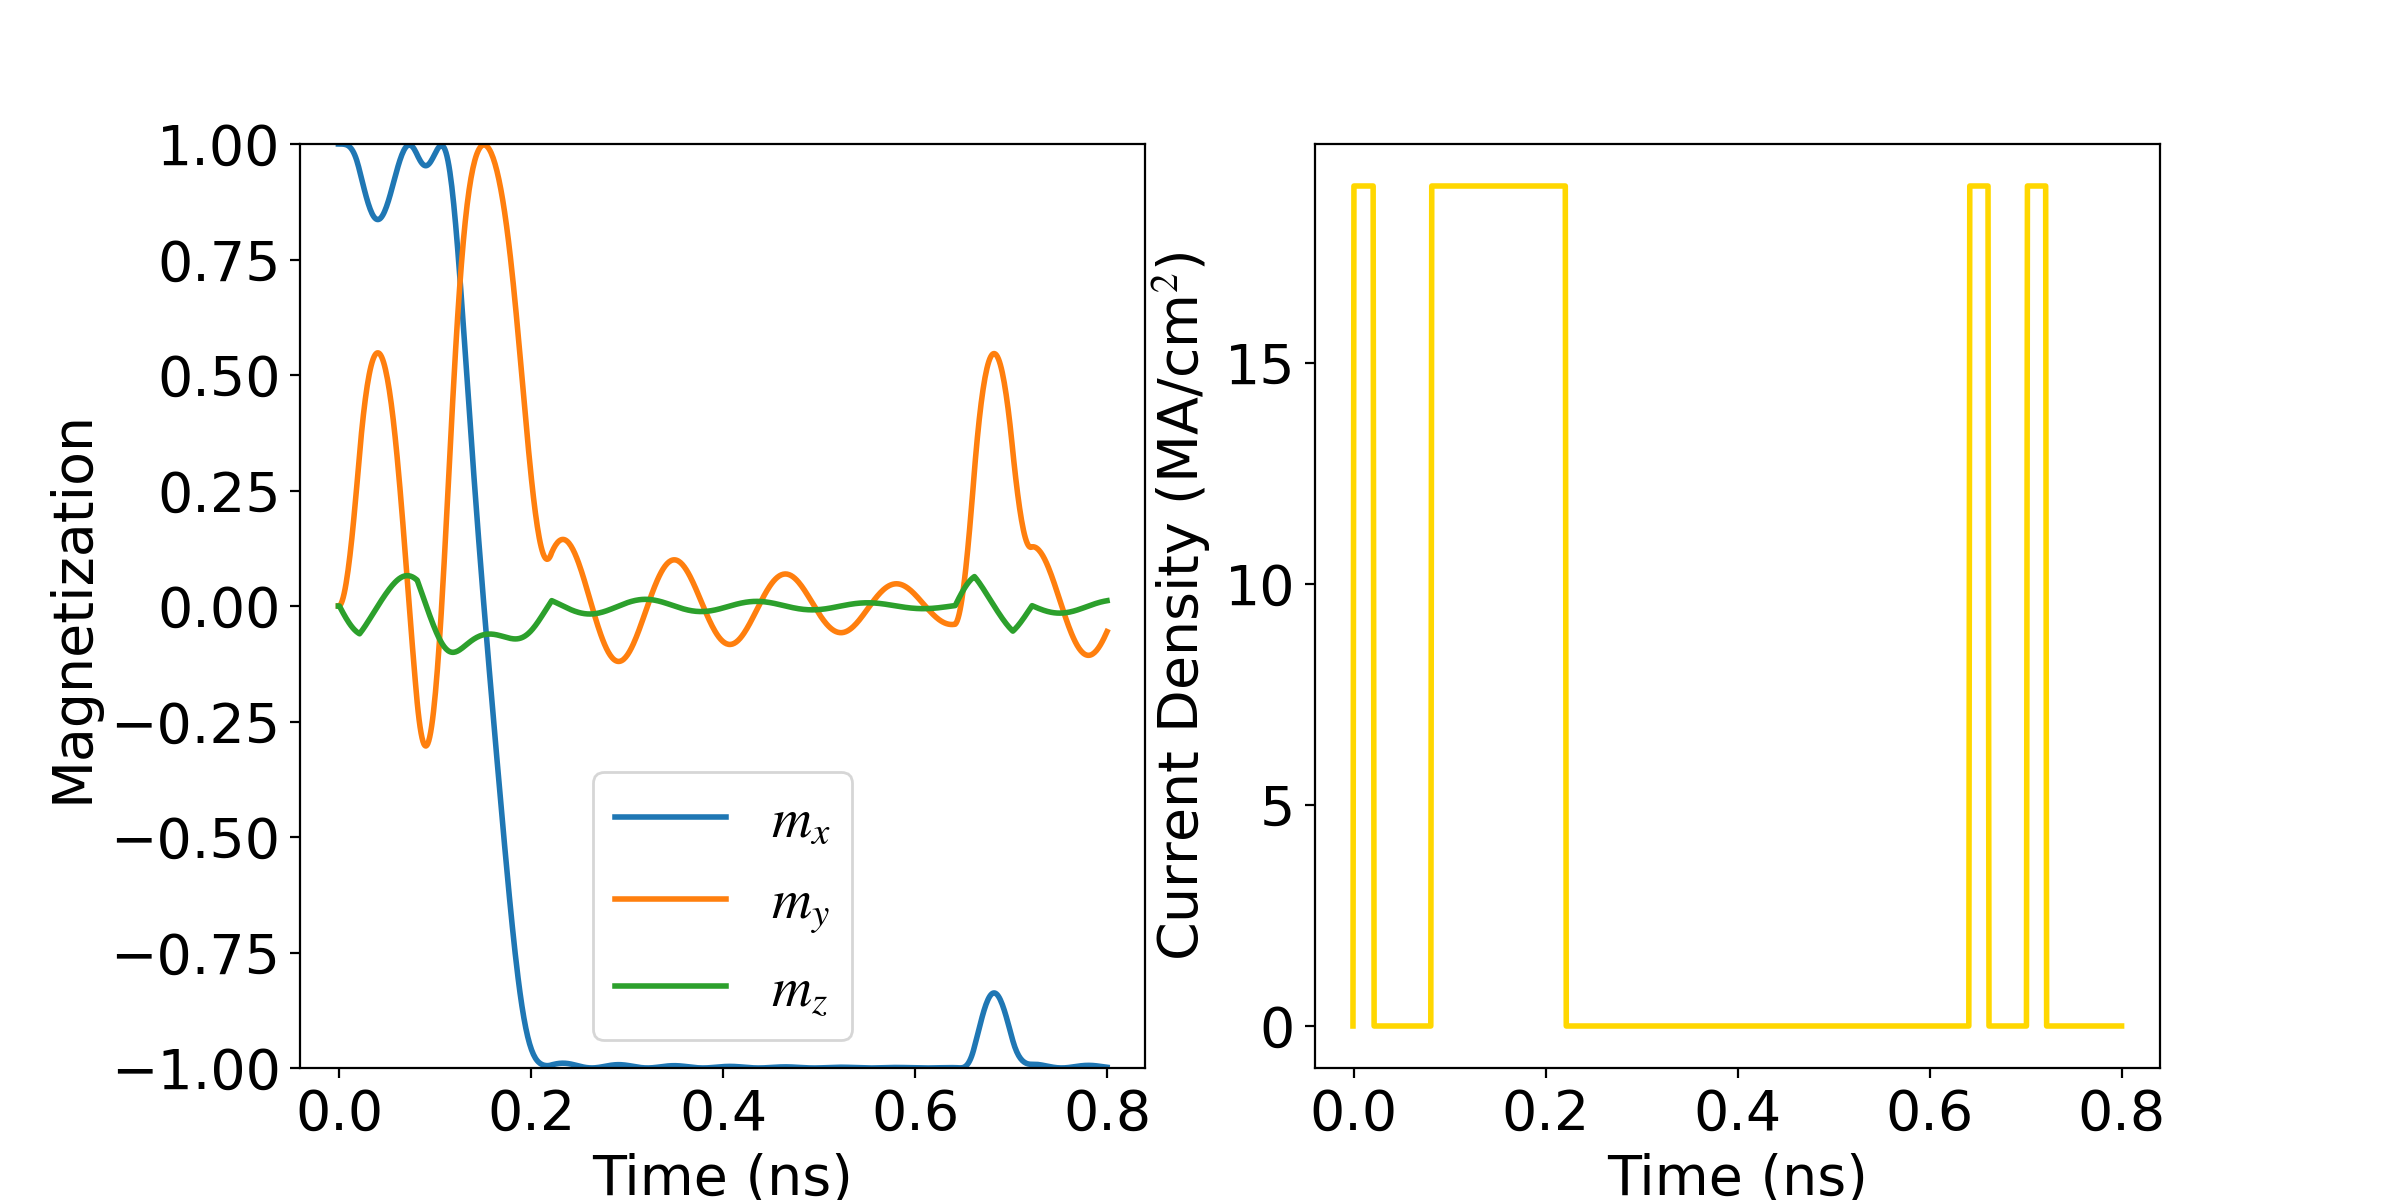 1.00
0.75
0.50
0.25
0.00
−0.25
−0.50
−0.75
−1.00
Magnetization
0.0 0.2 0.4 0.6 0.8
Time (ns)
m_x
m_y
m_z
15
10
5
0
Current Density (MA/cm²)
0.0 0.2 0.4 0.6 0.8
Time (ns)